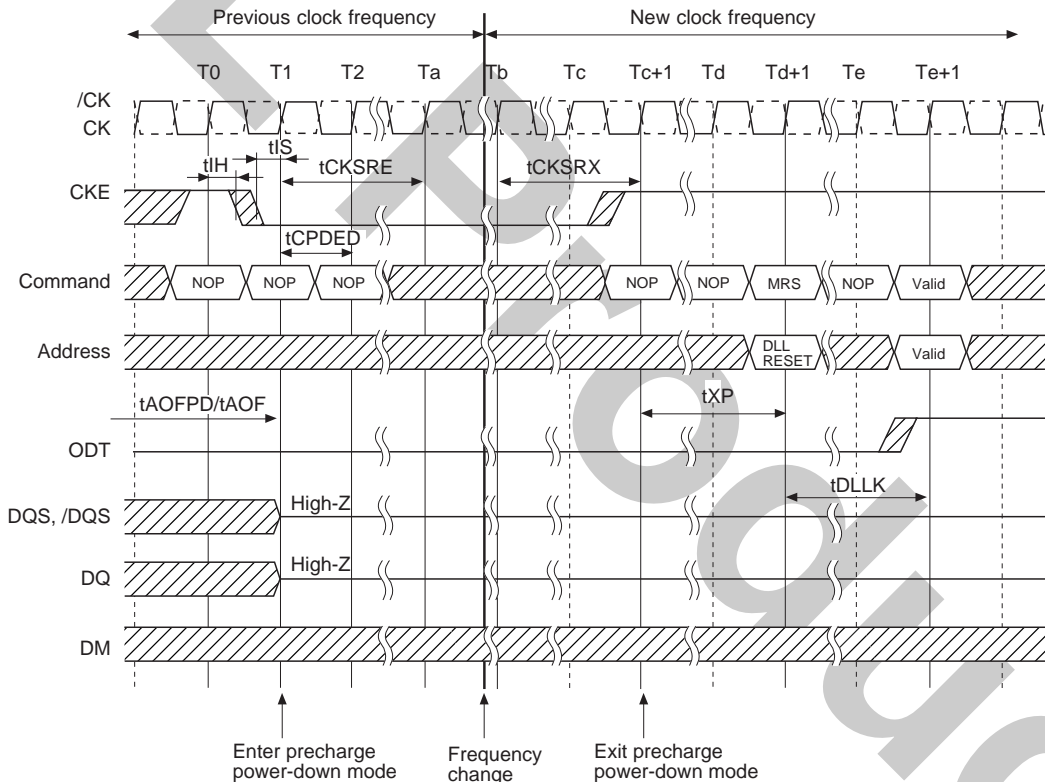 Previous clock frequency New clock frequency
T0 T1 T2 Ta Tb Tc Tc+1 Td Td+1 Te Te+1
/CK
CK
tIS
tIH tCKSRE tCKSRX
CKE
tCPDED
Command NOP NOP NOP NOP NOP MRS NOP Valid
Address DLL RESET Valid
tAOFPD/tAOF tXP
ODT
tDLLK
DQS, /DQS High-Z
DQ High-Z
DM
Enter precharge power-down mode
Frequency change
Exit precharge power-down mode